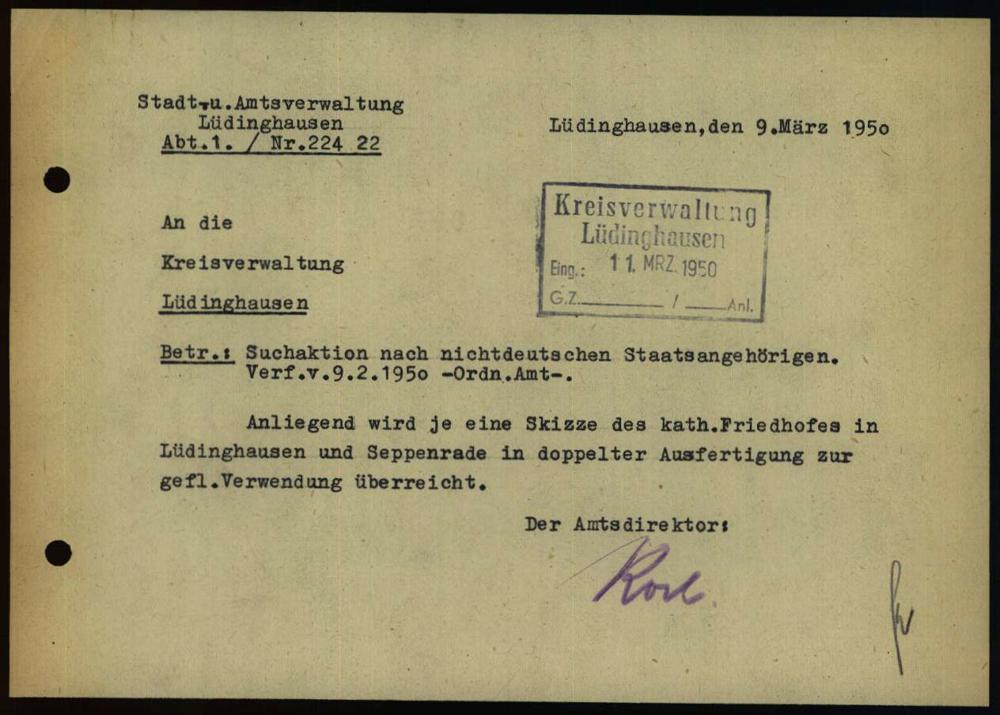 Stadt-u.Amtsverwaltung
Lüdinghausen
Abt.1. / Nr.224 22
Lüdinghausen,den 9.März 195o
Kreisverwaltung
Lüdinghausen
Eing.: 11. MRZ. 1950
G.Z. / Anl.
An die
Kreisverwaltung
Lüdinghausen
Betr.: Suchaktion nach nichtdeutschen Staatsangehörigen.
Verf.v.9.2.195o -Ordn.Amt-.
Anliegend wird je eine Skizze des kath.Friedhofes in
Lüdinghausen und Seppenrade in doppelter Ausfertigung zur
gefl.Verwendung überreicht.
Der Amtsdirektor: